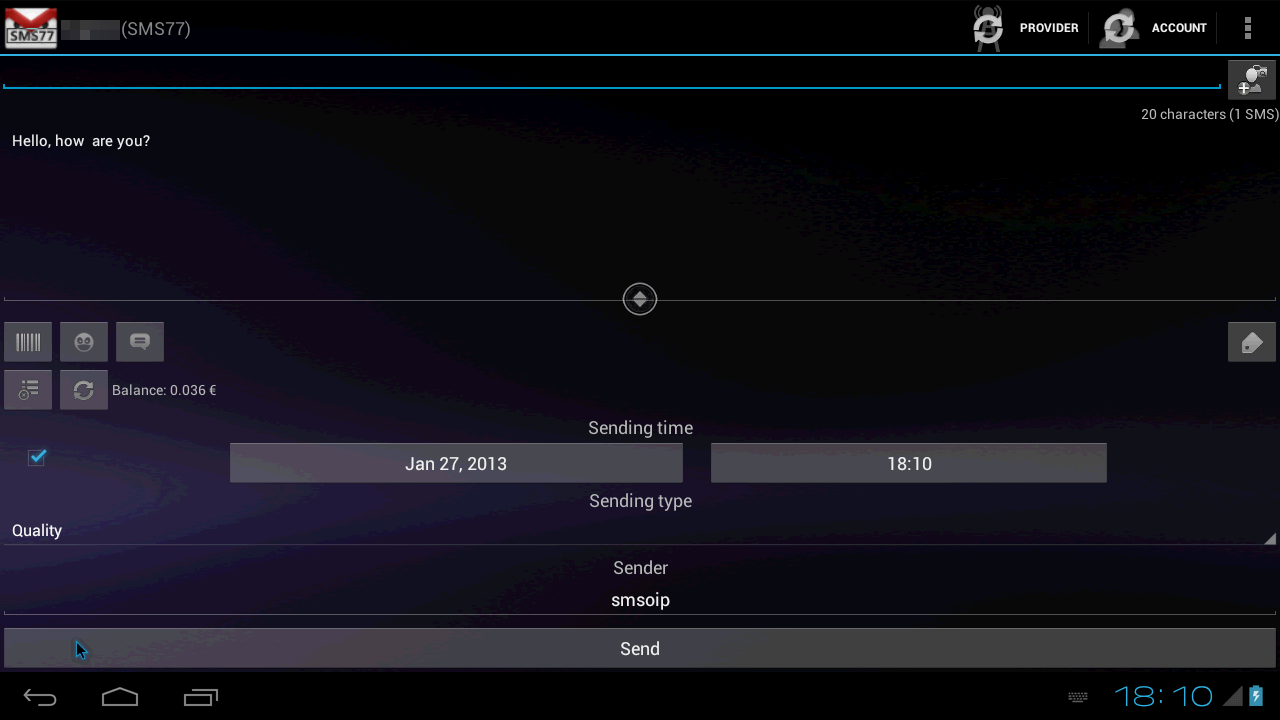 SMS77
(SMS77)
PROVIDER
ACCOUNT
20 characters (1 SMS)
Hello, how  are you?
Balance: 0.036 €
Sending time
Jan 27, 2013
18:10
Sending type
Quality
Sender
smsoip
Send
18:10